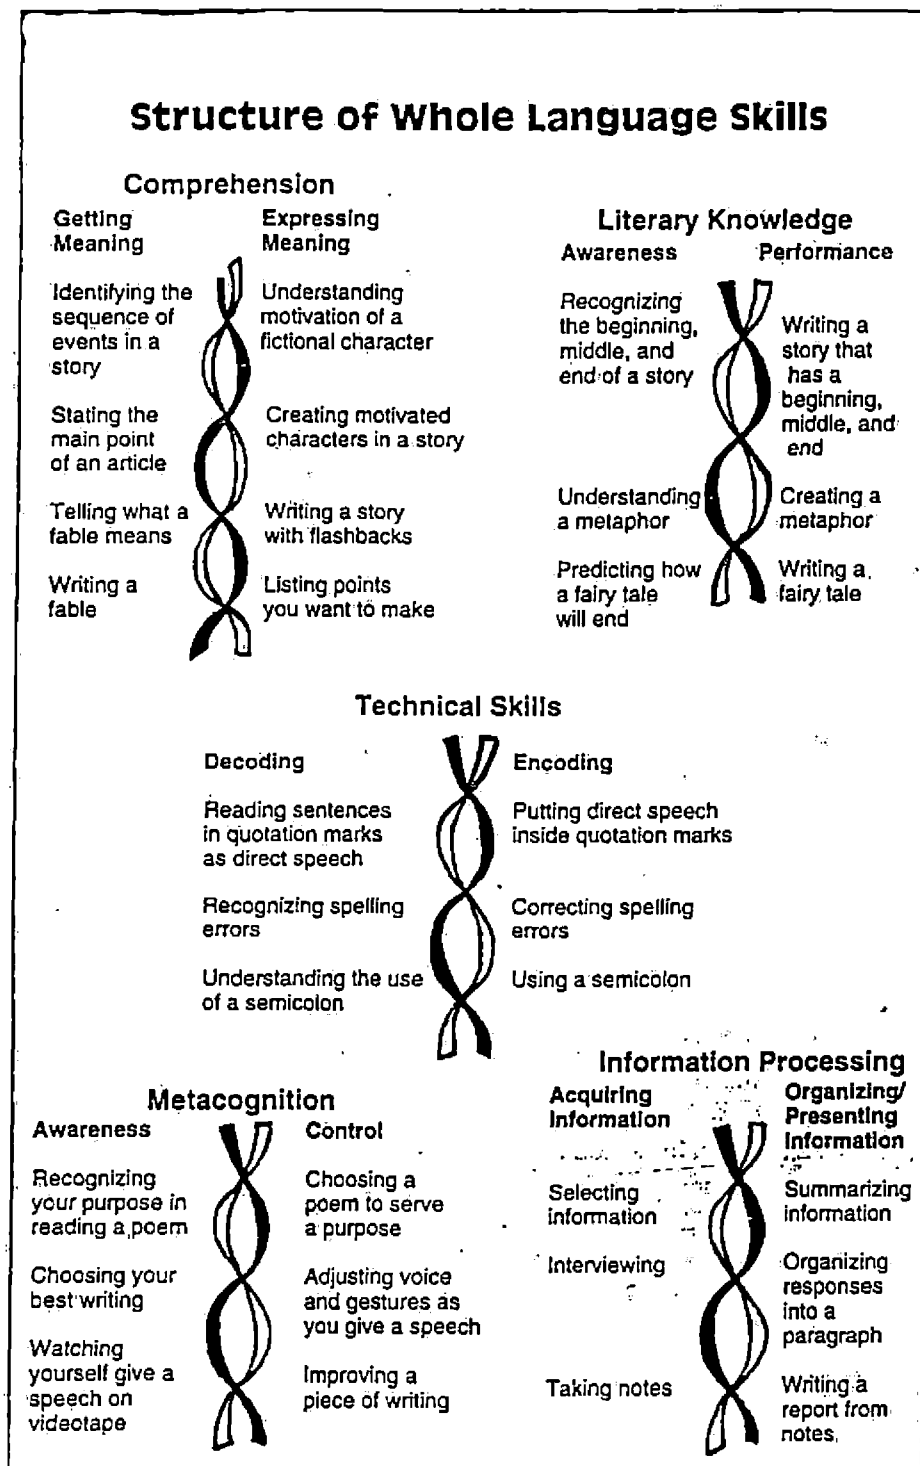 Structure of Whole Language Skills
Comprehension
Getting
Meaning
Expressing
Meaning
Identifying the
sequence of
events in a
story
Understanding
motivation of a
fictional character
Stating the
main point
of an article
Creating motivated
characters in a story
Telling what a
fable means
Writing a story
with flashbacks
Writing a
fable
Listing points
you want to make
Literary Knowledge
Awareness
Performance
Recognizing
the beginning,
middle, and
end of a story
Writing a
story that
has a
beginning,
middle, and
end
Understanding
a metaphor
Creating a
metaphor
Predicting how
a fairy tale
will end
Writing a
fairy tale
Technical Skills
Decoding
Encoding
Reading sentences
in quotation marks
as direct speech
Putting direct speech
inside quotation marks
Recognizing spelling
errors
Correcting spelling
errors
Understanding the use
of a semicolon
Using a semicolon
Metacognition
Awareness
Control
Recognizing
your purpose in
reading a poem
Choosing a
poem to serve
a purpose
Choosing your
best writing
Adjusting voice
and gestures as
you give a speech
Watching
yourself give a
speech on
videotape
Improving a
piece of writing
Information Processing
Acquiring
Information
Organizing/
Presenting
Information
Selecting
information
Summarizing
information
Interviewing
Organizing
responses
into a
paragraph
Taking notes
Writing a
report from
notes.